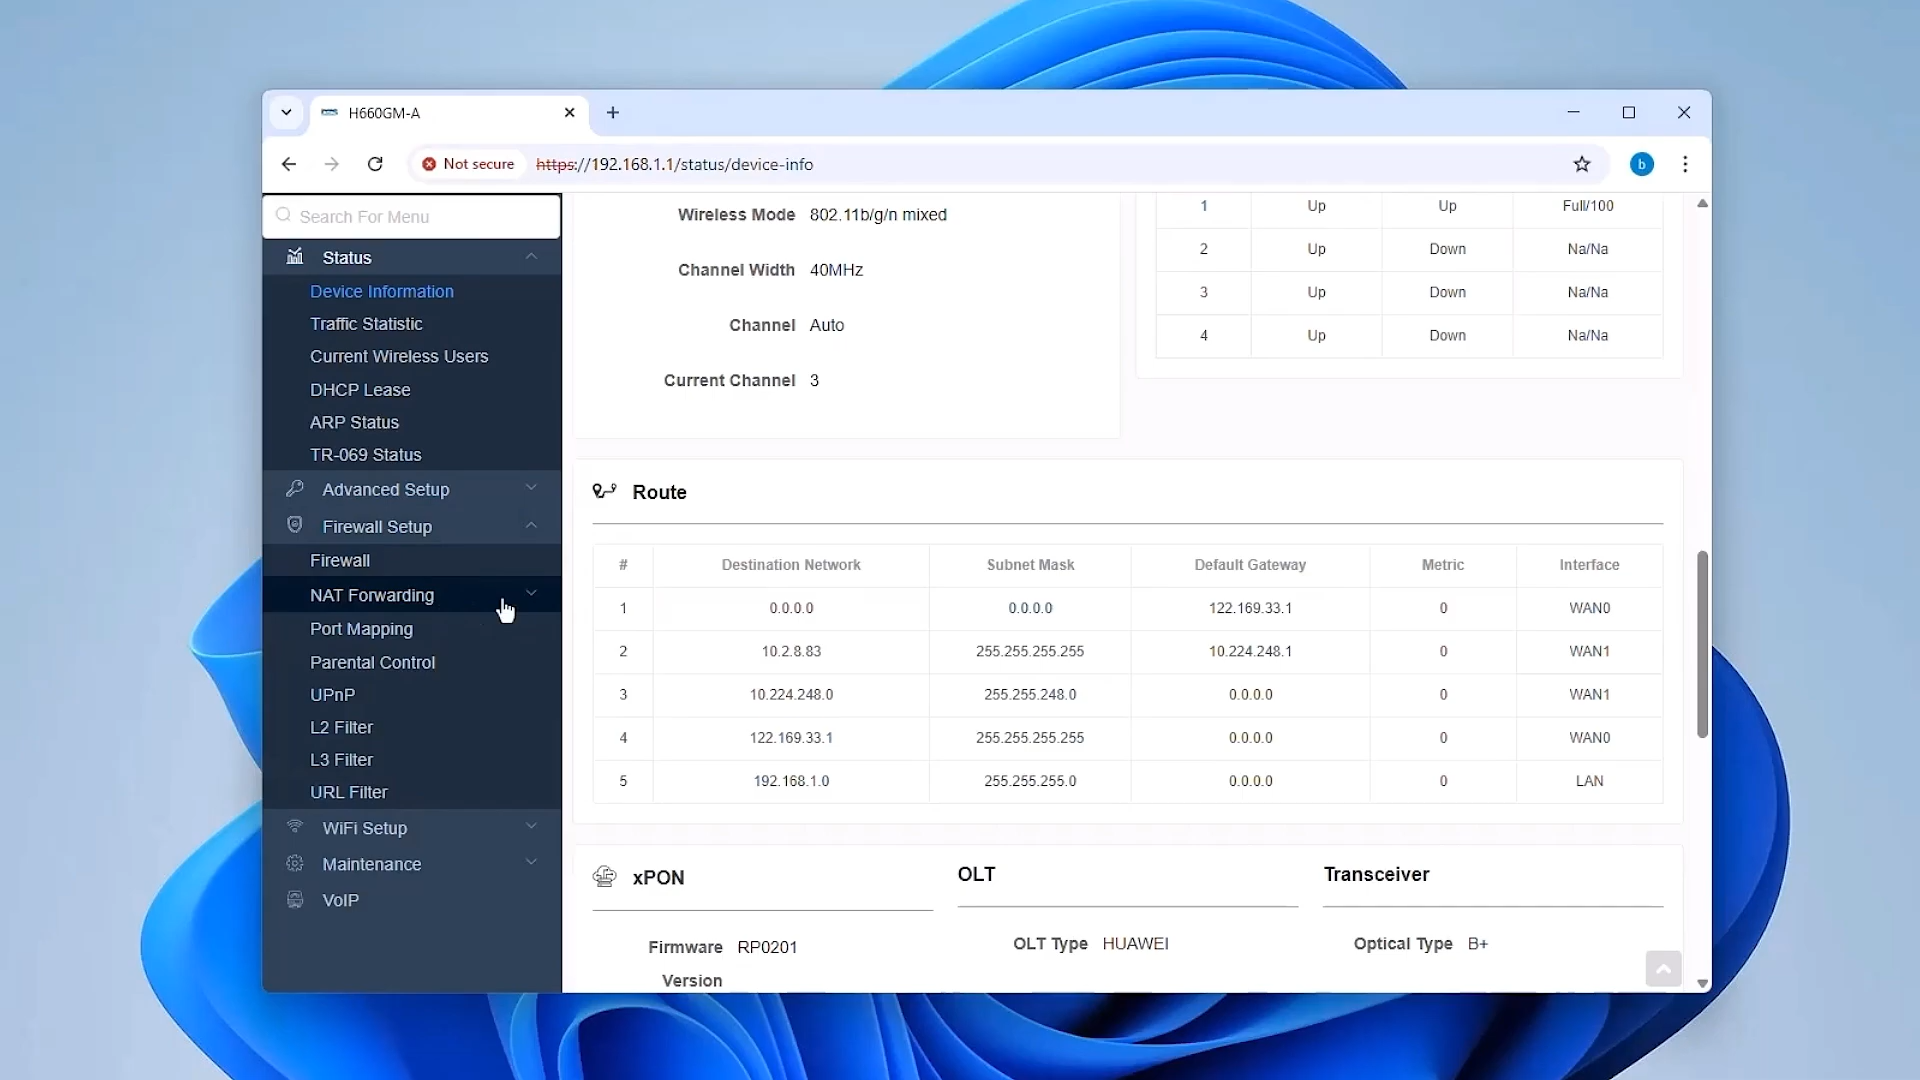 H660GM-A
Not secure https://192.168.1.1/status/device-info
b
Search For Menu
Status
Device Information
Traffic Statistic
Current Wireless Users
DHCP Lease
ARP Status
TR-069 Status
Advanced Setup
Firewall Setup
Firewall
NAT Forwarding
Port Mapping
Parental Control
UPnP
L2 Filter
L3 Filter
URL Filter
WiFi Setup
Maintenance
VoIP
Wireless Mode 802.11b/g/n mixed
Channel Width 40MHz
Channel Auto
Current Channel 3
1 Up Up Full/100
2 Up Down Na/Na
3 Up Down Na/Na
4 Up Down Na/Na
Route
# Destination Network Subnet Mask Default Gateway Metric Interface
1 0.0.0.0 0.0.0.0 122.169.33.1 0 WAN0
2 10.2.8.83 255.255.255.255 10.224.248.1 0 WAN1
3 10.224.248.0 255.255.248.0 0.0.0.0 0 WAN1
4 122.169.33.1 255.255.255.255 0.0.0.0 0 WAN0
5 192.168.1.0 255.255.255.0 0.0.0.0 0 LAN
xPON
Firmware RP0201
Version
OLT
OLT Type HUAWEI
Transceiver
Optical Type B+